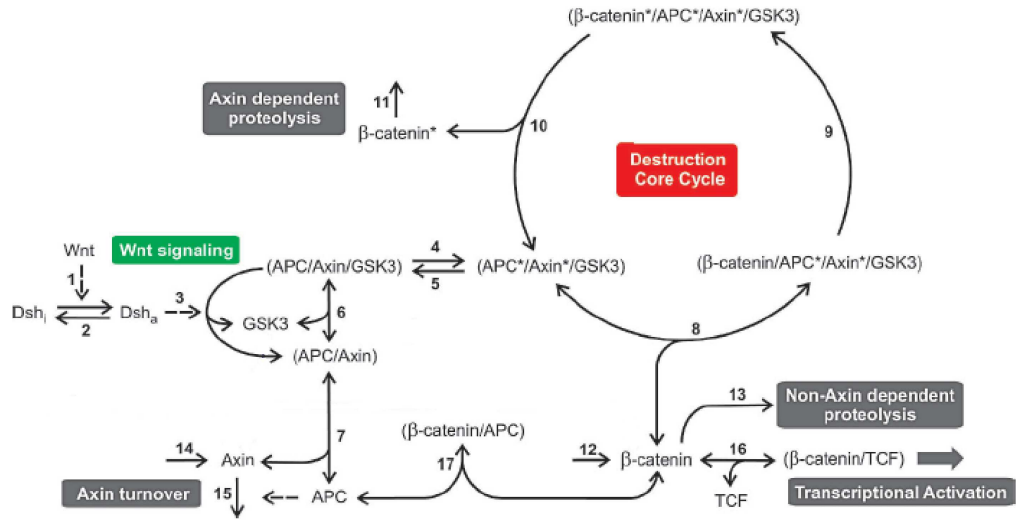 (β-catenin*/APC*/Axin*/GSK3)
Axin dependent
proteolysis
11
β-catenin*
10
9
Destruction
Core Cycle
Wnt
Wnt signaling
4
(APC/Axin/GSK3)
(APC*/Axin*/GSK3)
(β-catenin/APC*/Axin*/GSK3)
5
1
3
Dshi
Dsha
2
GSK3
6
8
(APC/Axin)
13
Non-Axin dependent
proteolysis
7
(β-catenin/APC)
14
Axin
17
12
β-catenin
16
(β-catenin/TCF)
Axin turnover
15
APC
TCF
Transcriptional Activation